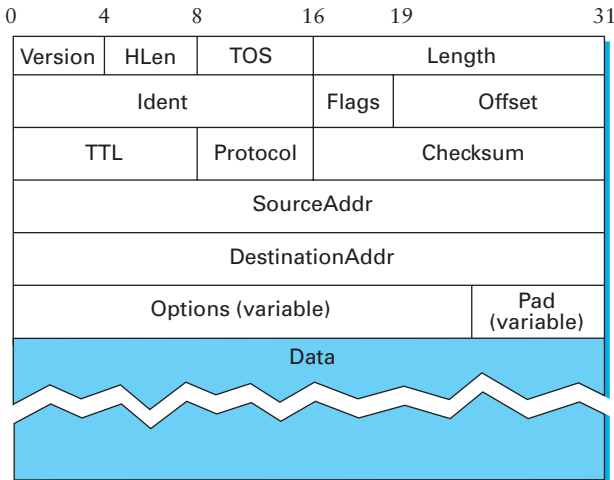 0 4 8 16 19 31
Version HLen TOS Length
Ident Flags Offset
TTL Protocol Checksum
SourceAddr
DestinationAddr
Options (variable) Pad
(variable)
Data